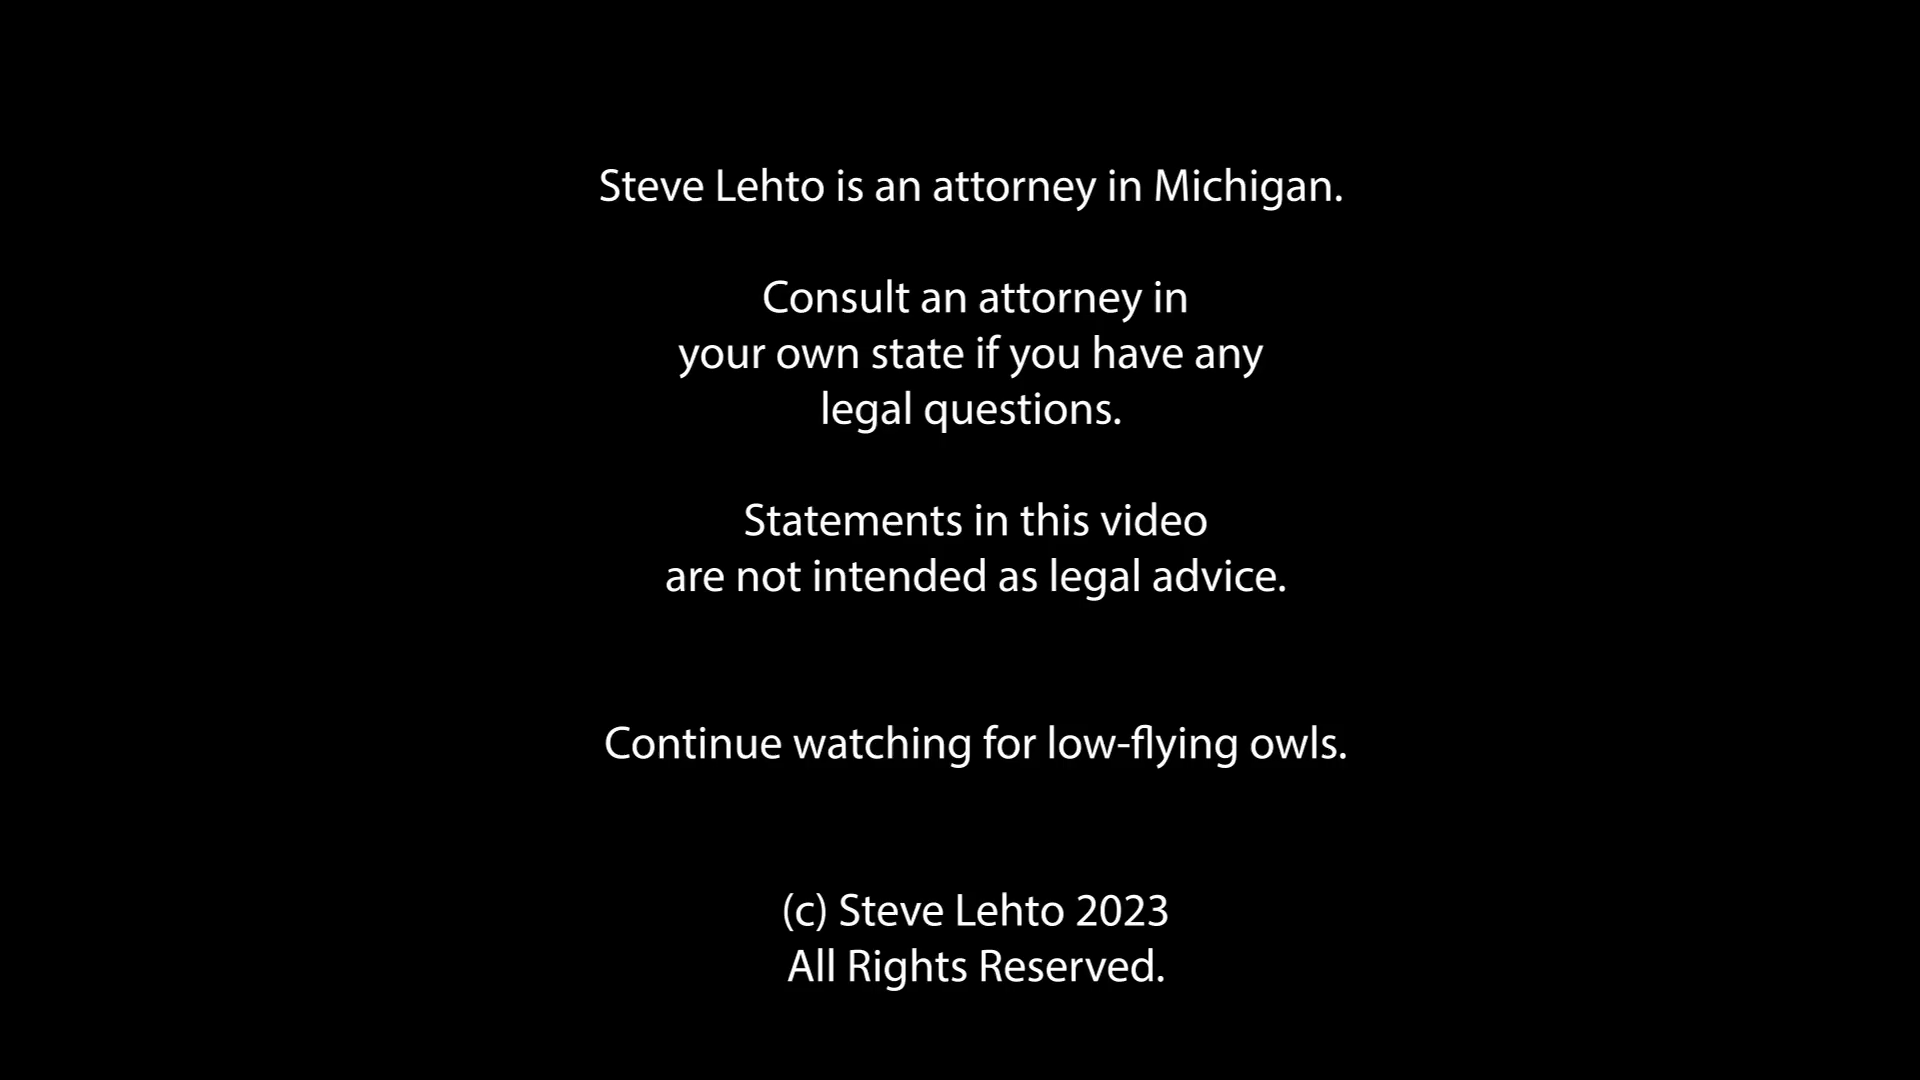 Steve Lehto is an attorney in Michigan.
Consult an attorney in
your own state if you have any
legal questions.
Statements in this video
are not intended as legal advice.
Continue watching for low-flying owls.
(c) Steve Lehto 2023
All Rights Reserved.